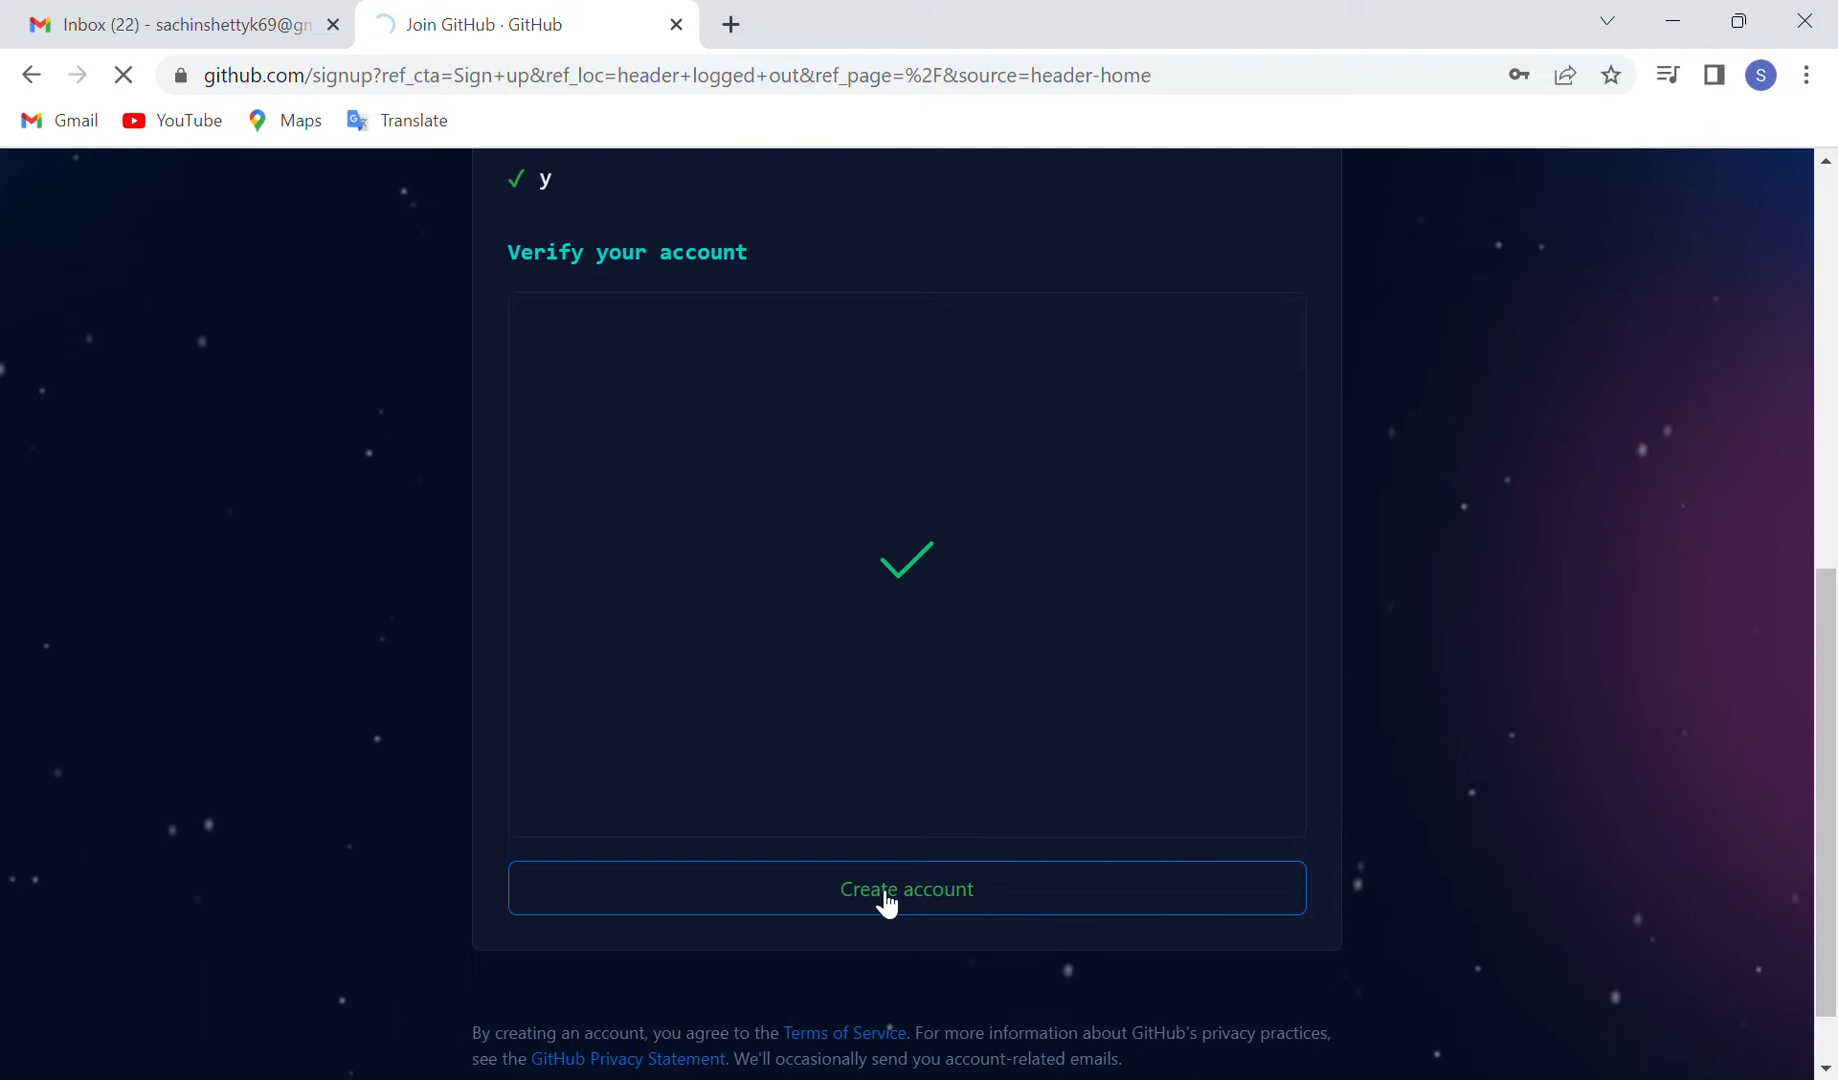 Inbox (22) - sachinshettyk69@gm
Join GitHub · GitHub
github.com/signup?ref_cta=Sign+up&ref_loc=header+logged+out&ref_page=%2F&source=header-home
S
Gmail
YouTube
Maps
Translate
y
Verify your account
Create account
By creating an account, you agree to the Terms of Service. For more information about GitHub's privacy practices,
see the GitHub Privacy Statement. We'll occasionally send you account-related emails.